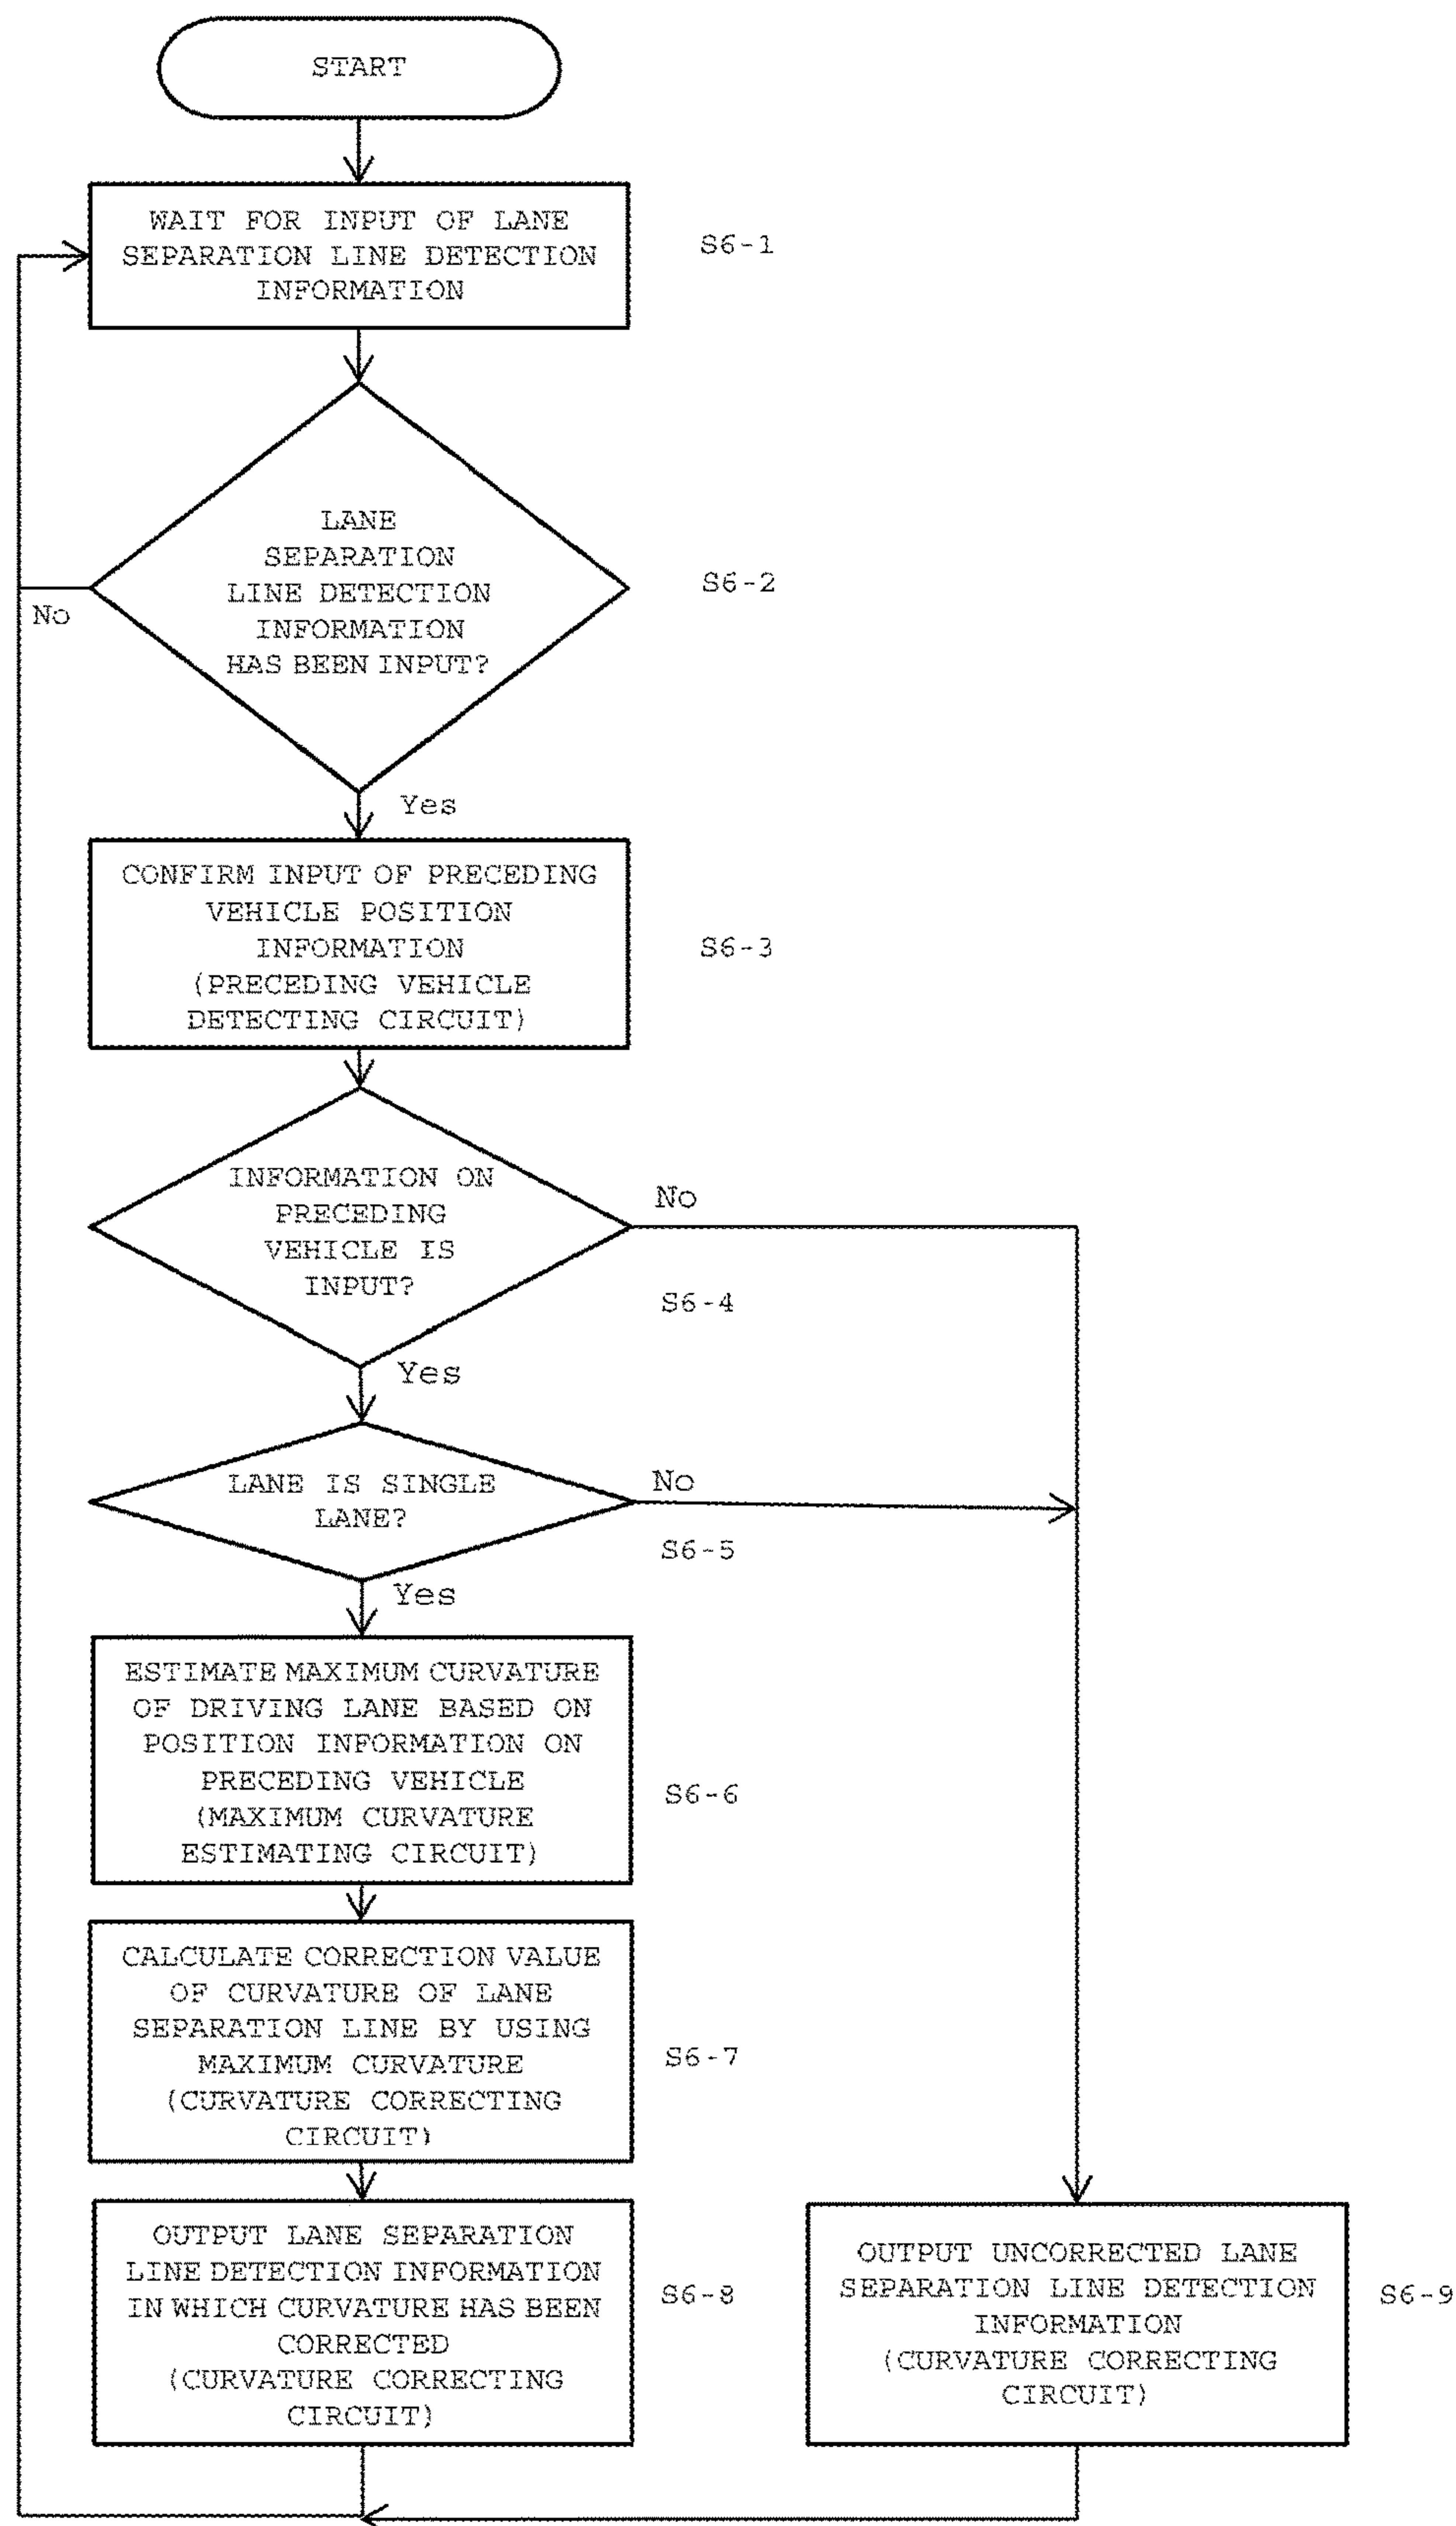 START
WAIT FOR INPUT OF LANE
SEPARATION LINE DETECTION
INFORMATION
S6-1
LANE
SEPARATION
LINE DETECTION
INFORMATION
HAS BEEN INPUT?
S6-2
No
Yes
CONFIRM INPUT OF PRECEDING
VEHICLE POSITION
INFORMATION
(PRECEDING VEHICLE
DETECTING CIRCUIT)
S6-3
INFORMATION ON
PRECEDING
VEHICLE IS
INPUT?
No
S6-4
Yes
LANE IS SINGLE
LANE?
No
S6-5
Yes
ESTIMATE MAXIMUM CURVATURE
OF DRIVING LANE BASED ON
POSITION INFORMATION ON
PRECEDING VEHICLE
(MAXIMUM CURVATURE
ESTIMATING CIRCUIT)
S6-6
CALCULATE CORRECTION VALUE
OF CURVATURE OF LANE
SEPARATION LINE BY USING
MAXIMUM CURVATURE
(CURVATURE CORRECTING
CIRCUIT)
S6-7
OUTPUT LANE SEPARATION
LINE DETECTION INFORMATION
IN WHICH CURVATURE HAS BEEN
CORRECTED
(CURVATURE CORRECTING
CIRCUIT)
S6-8
OUTPUT UNCORRECTED LANE
SEPARATION LINE DETECTION
INFORMATION
(CURVATURE CORRECTING
CIRCUIT)
S6-9